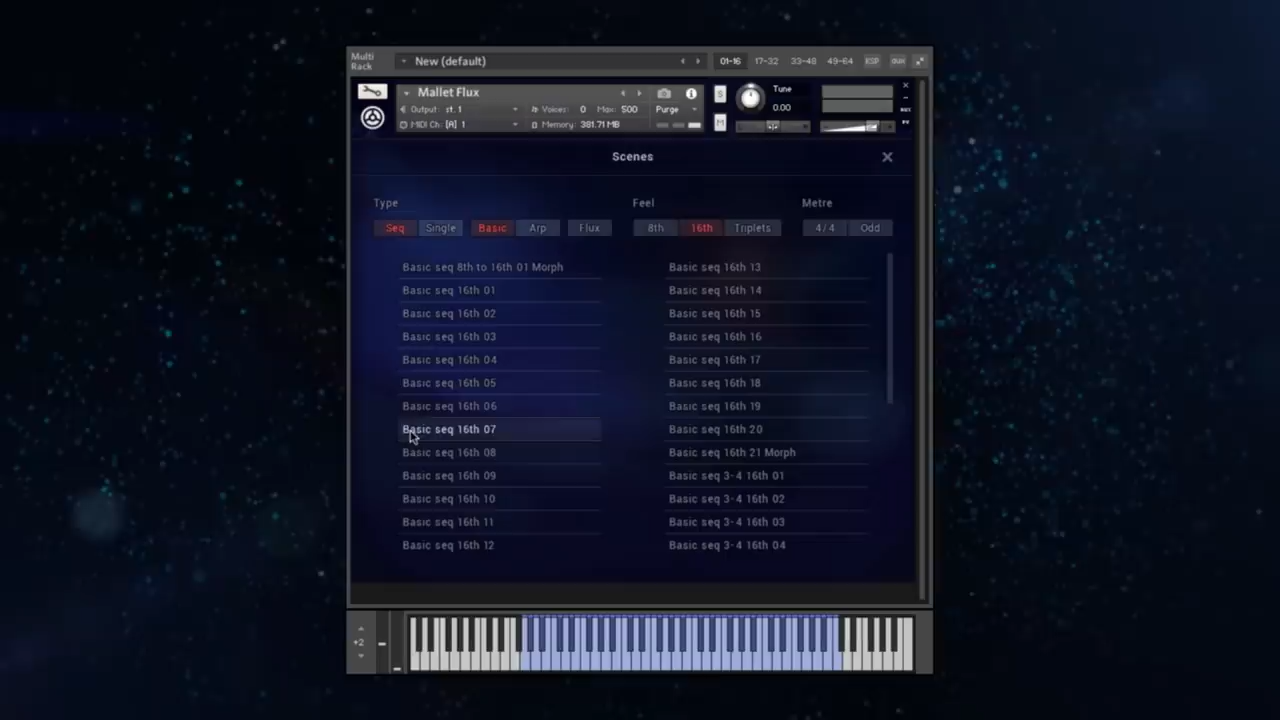 Multi
Rack
New (default)
01-16 17-32 33-48 49-64 KSP
Mallet Flux
Output: st. 1
Voices: 0 Max: 500 Purge
MIDI Ch: [A] 1
Memory: 381.71 MB
S
M
Tune
0.00
Scenes
Type
Feel
Metre
Seq Single Basic Arp Flux
8th 16th Triplets
4/4 Odd
Basic seq 8th to 16th 01 Morph
Basic seq 16th 01
Basic seq 16th 02
Basic seq 16th 03
Basic seq 16th 04
Basic seq 16th 05
Basic seq 16th 06
Basic seq 16th 07
Basic seq 16th 08
Basic seq 16th 09
Basic seq 16th 10
Basic seq 16th 11
Basic seq 16th 12
Basic seq 16th 13
Basic seq 16th 14
Basic seq 16th 15
Basic seq 16th 16
Basic seq 16th 17
Basic seq 16th 18
Basic seq 16th 19
Basic seq 16th 20
Basic seq 16th 21 Morph
Basic seq 3-4 16th 01
Basic seq 3-4 16th 02
Basic seq 3-4 16th 03
Basic seq 3-4 16th 04
+2